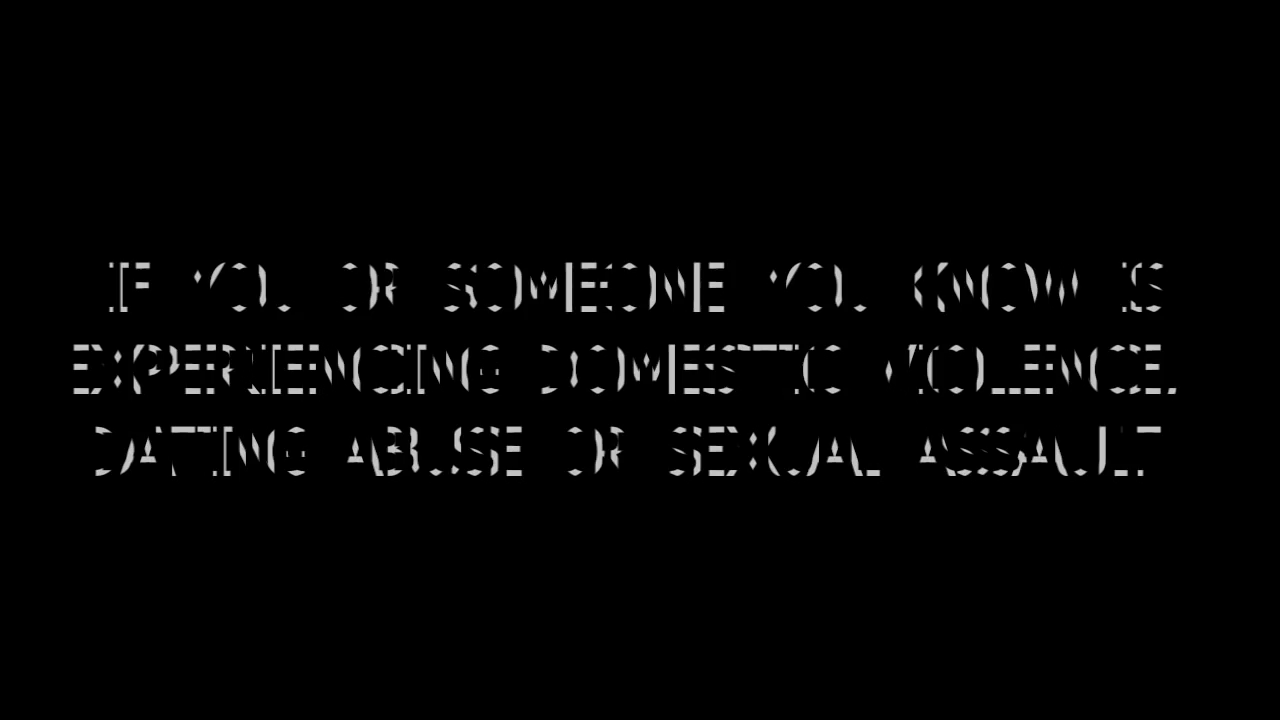 IF YOU OR SOMEONE YOU KNOW IS
EXPERIENCING DOMESTIC VIOLENCE,
DATING ABUSE OR SEXUAL ASSAULT